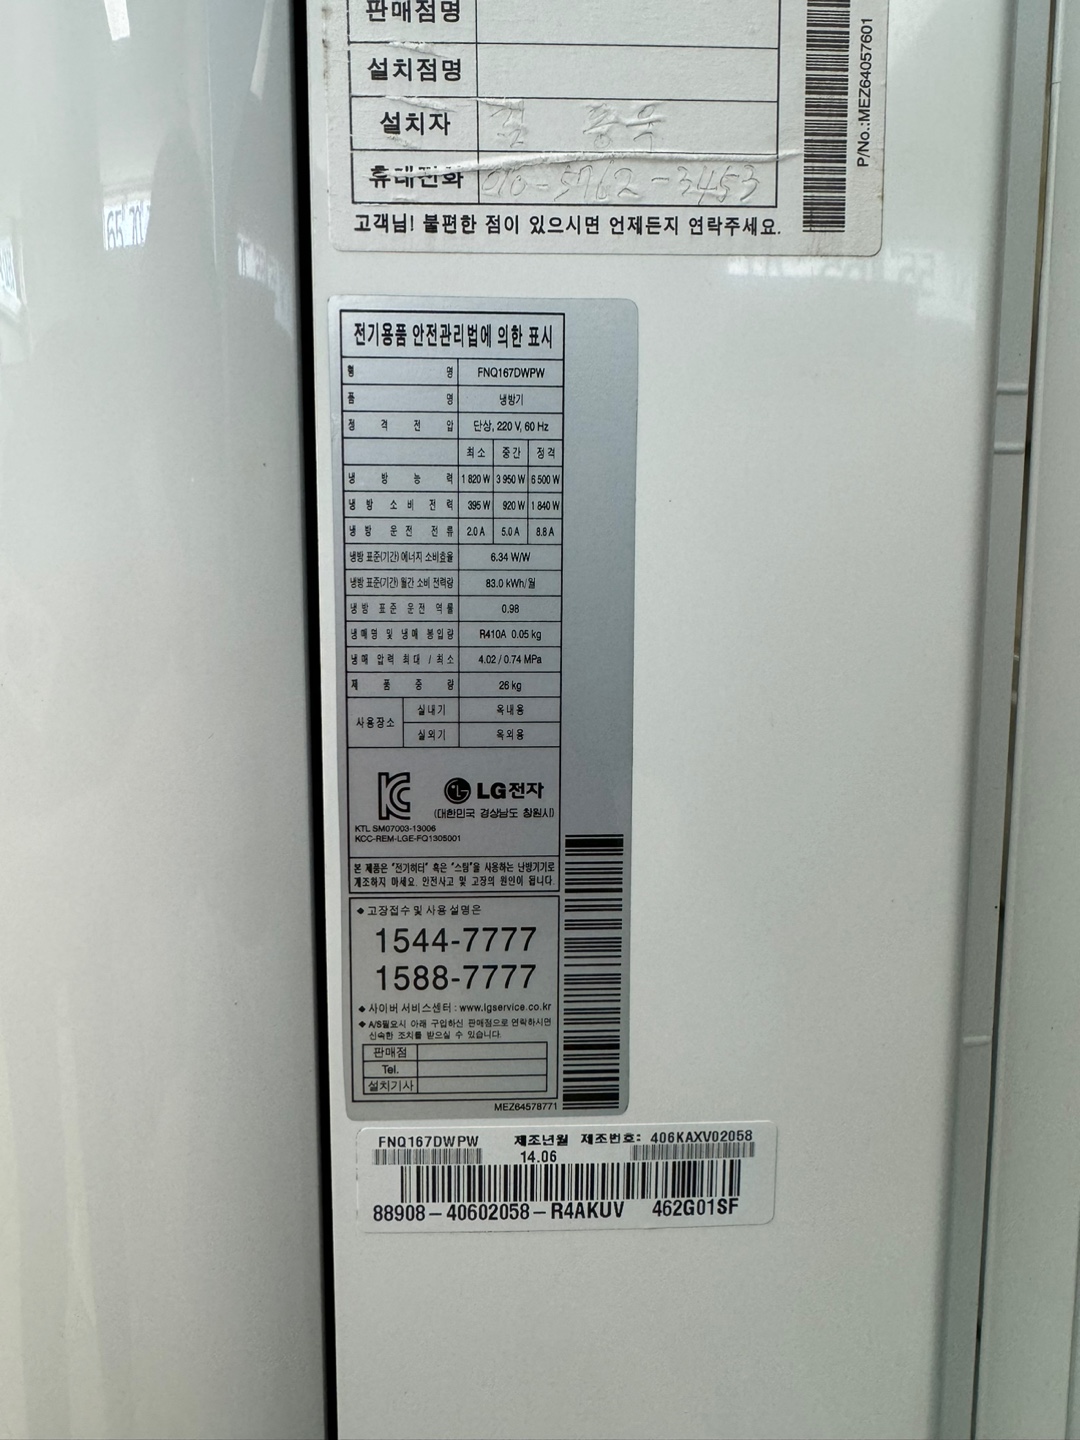 판매점명
설치점명
설치자
휴대전화 010-5762-3453
고객님! 불편한 점이 있으시면 언제든지 연락주세요.
P/No.:MEZ64057601
전기용품 안전관리법에 의한 표시
형 명 FNQ167DWPW
품 명 냉방기
정 격 전 압 단상, 220 V, 60 Hz
최소 중간 정격
냉 방 능 력 1 820 W 3 950 W 6 500 W
냉 방 소 비 전 력 395 W 920 W 1 840 W
냉 방 운 전 전 류 2.0 A 5.0 A 8.8 A
냉방 표준(기간) 에너지 소비효율 6.34 W/W
냉방 표준(기간) 월간 소비 전력량 83.0 kWh/월
냉 방 표 준 운 전 역 률 0.98
냉 매 명 및 냉 매 봉 입 량 R410A 0.05 kg
냉 매 압 력 최 대 / 최 소 4.02 / 0.74 MPa
제 품 중 량 26 kg
사용장소 실내기 옥내용
실외기 옥외용
LG전자
(대한민국 경상남도 창원시)
KTL SM07003-13006
KCC-REM-LGE-FQ1305001
본 제품은 "전기히터" 혹은 "스팀"을 사용하는 난방기기로
개조하지 마세요. 안전사고 및 고장의 원인이 됩니다.
◆ 고장접수 및 사용 설명은
1544-7777
1588-7777
◆ 사이버 서비스센터 : www.lgservice.co.kr
◆ A/S필요시 아래 구입하신 판매점으로 연락하시면
신속한 조치를 받으실 수 있습니다.
판매점
Tel.
설치기사
MEZ64578771
FNQ167DWPW 제조년월 제조번호: 406KAXV02058
14.06
88908-40602058-R4AKUV 462G01SF